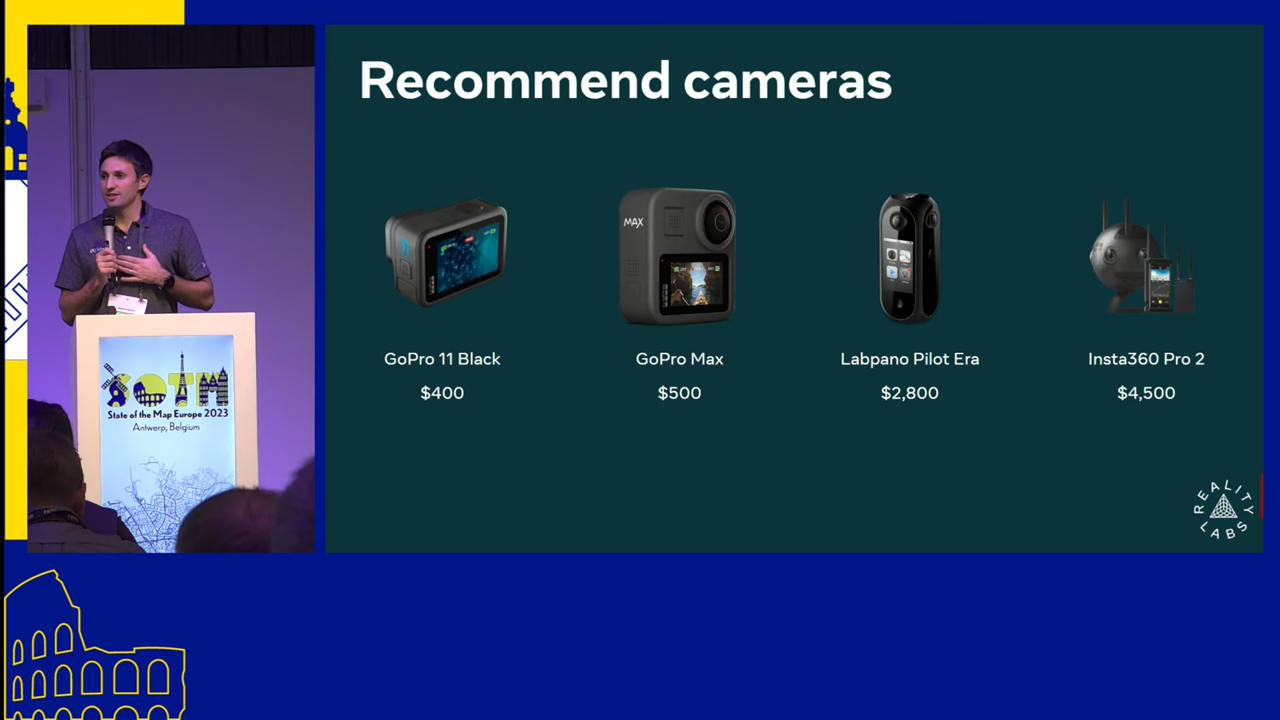 Recommend cameras
MAX
GoPro 11 Black
$400
GoPro Max
$500
Labpano Pilot Era
$2,800
Insta360 Pro 2
$4,500
REALITY LABS
SOTM
State of the Map Europe 2023
Antwerp, Belgium